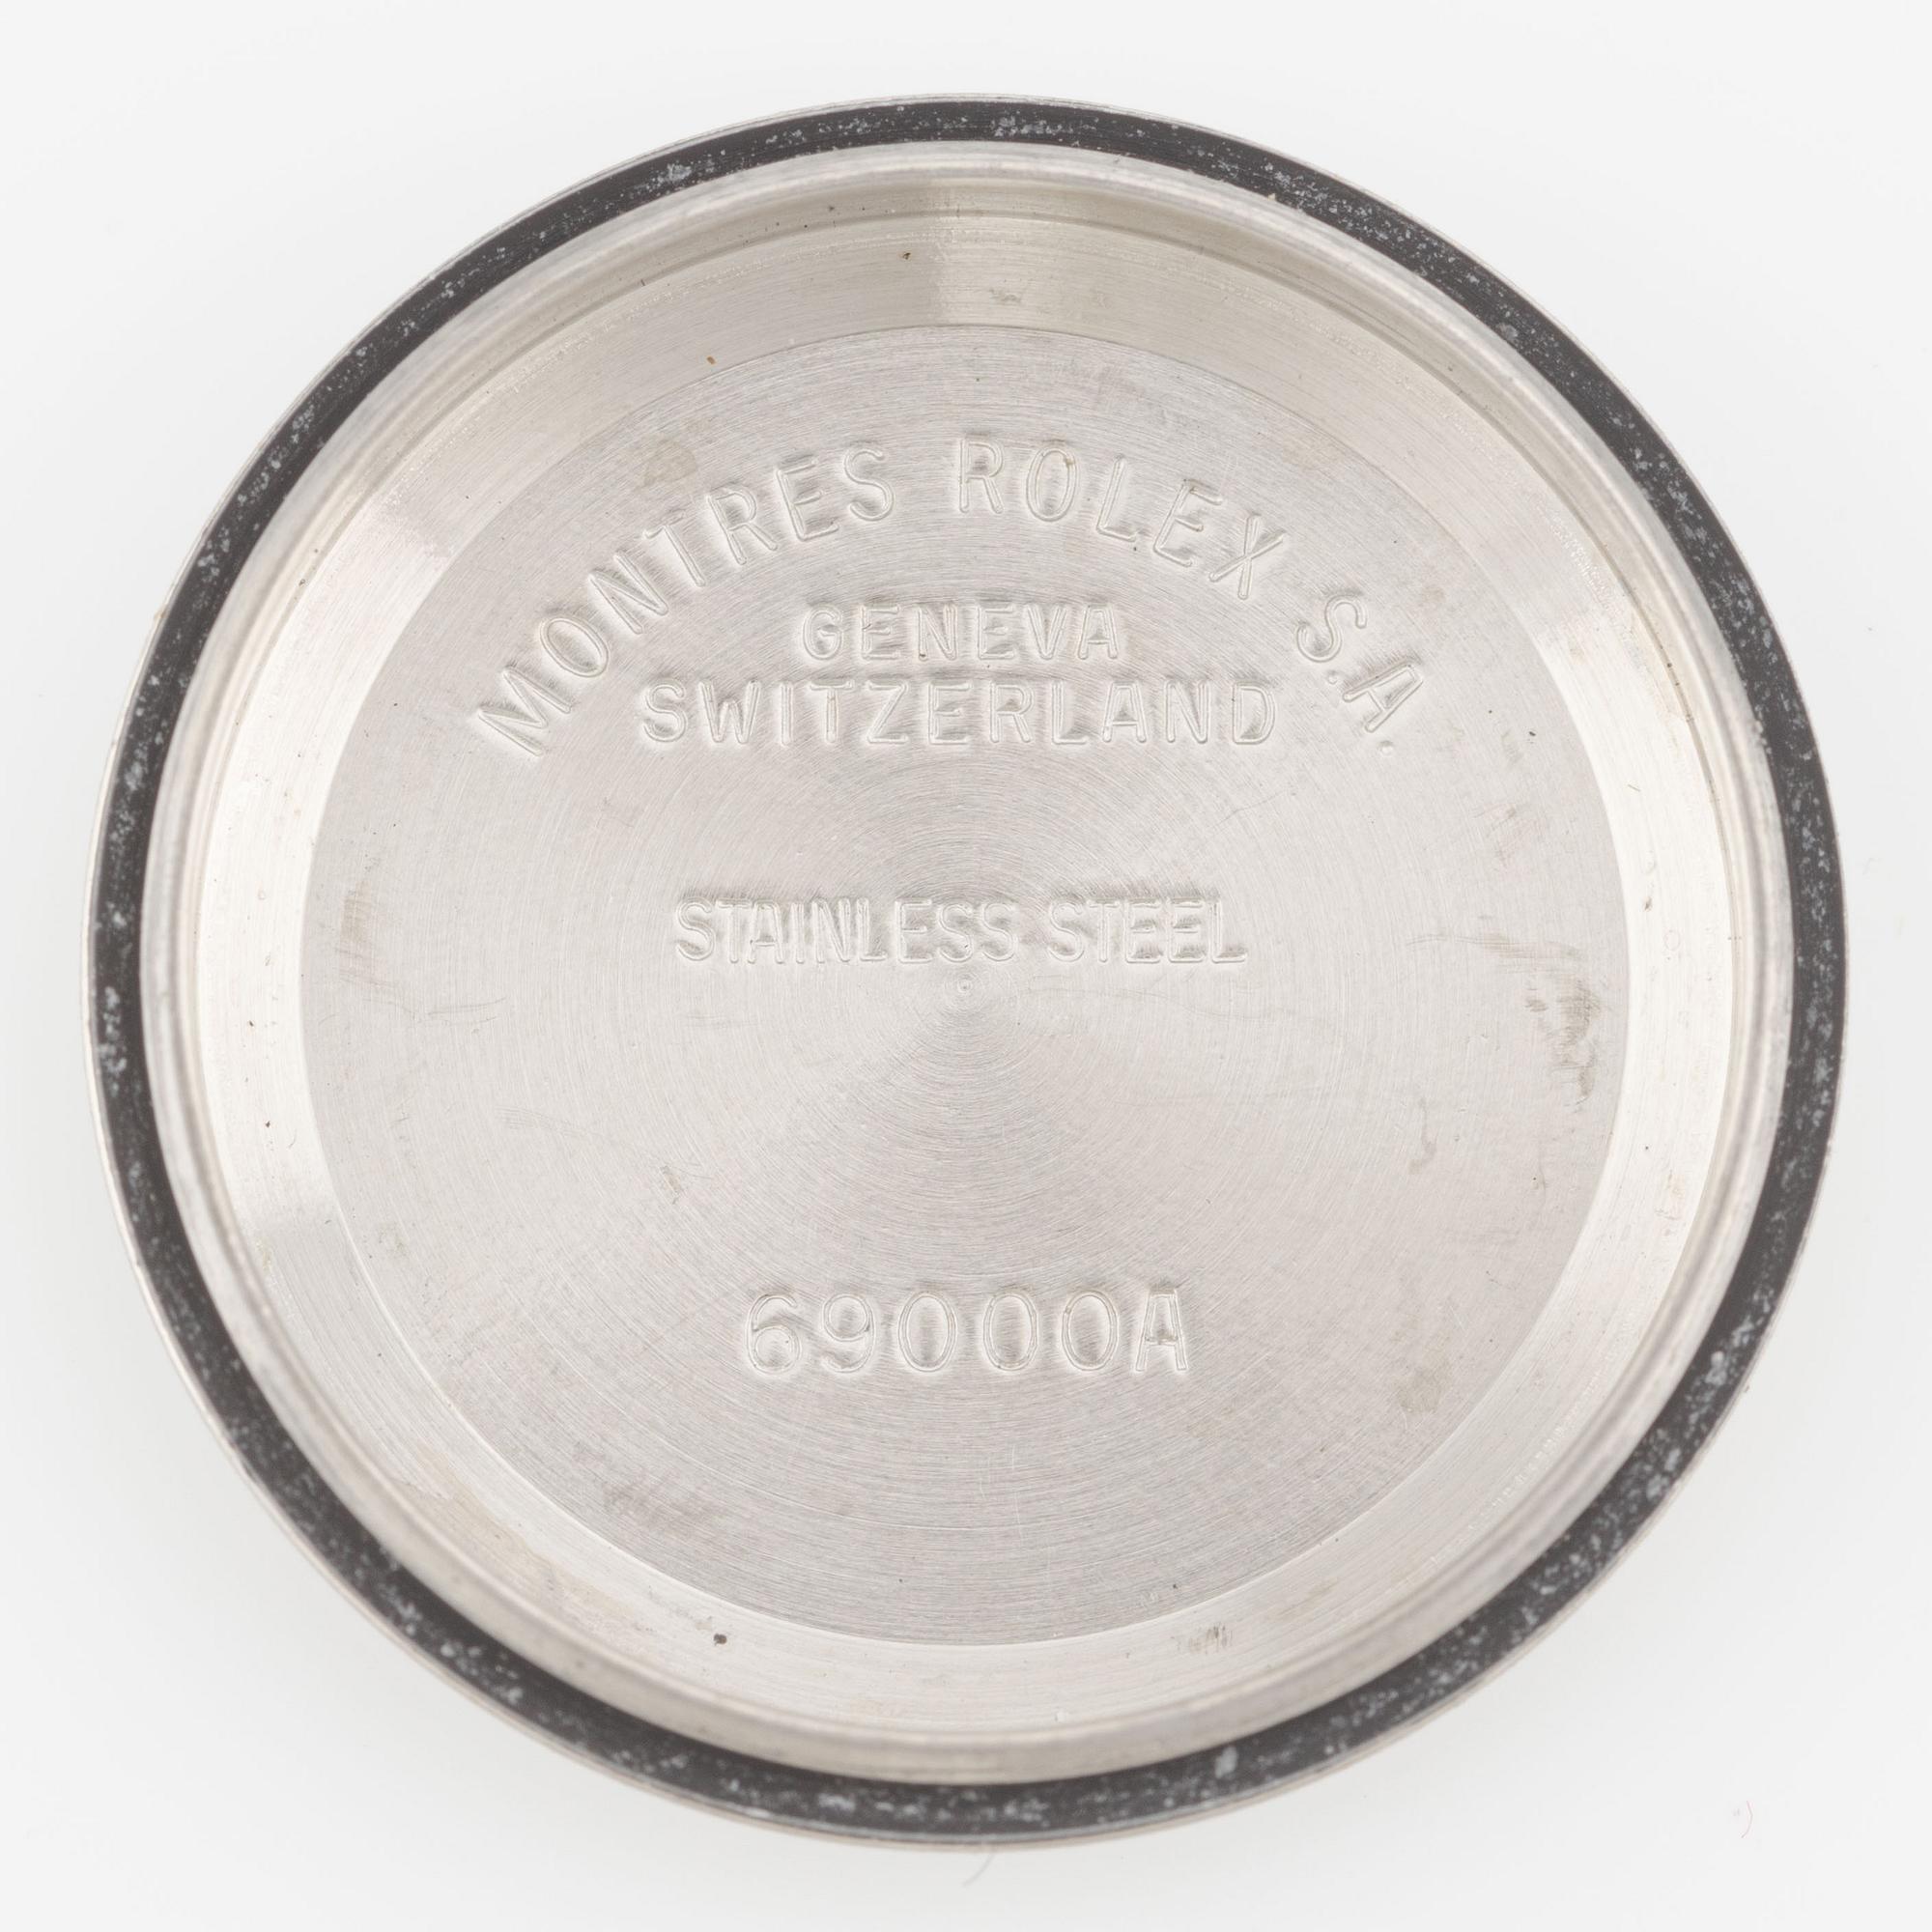 MONTRES ROLEX S.A.
GENEVA
SWITZERLAND
STAINLESS STEEL
69000A